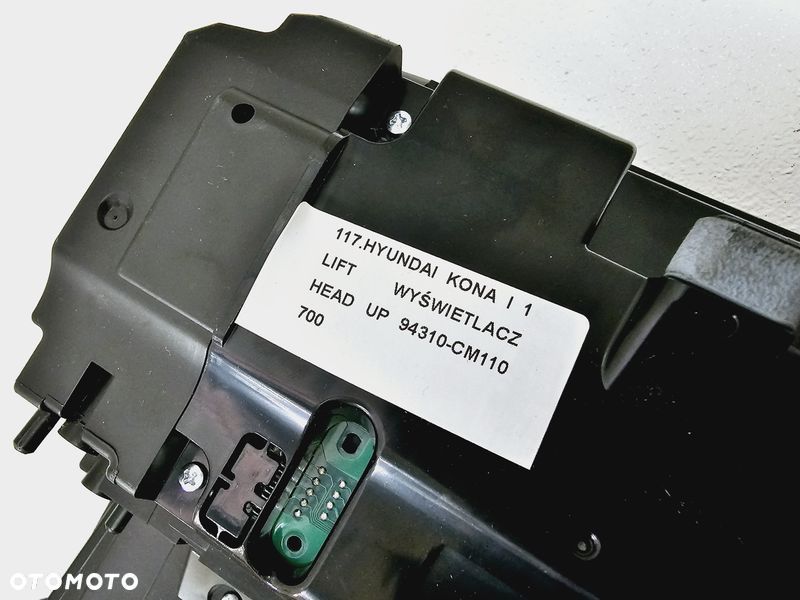 117.HYUNDAI KONA I 1
LIFT WYŚWIETLACZ
HEAD UP 94310-CM110
700
OTOMOTO